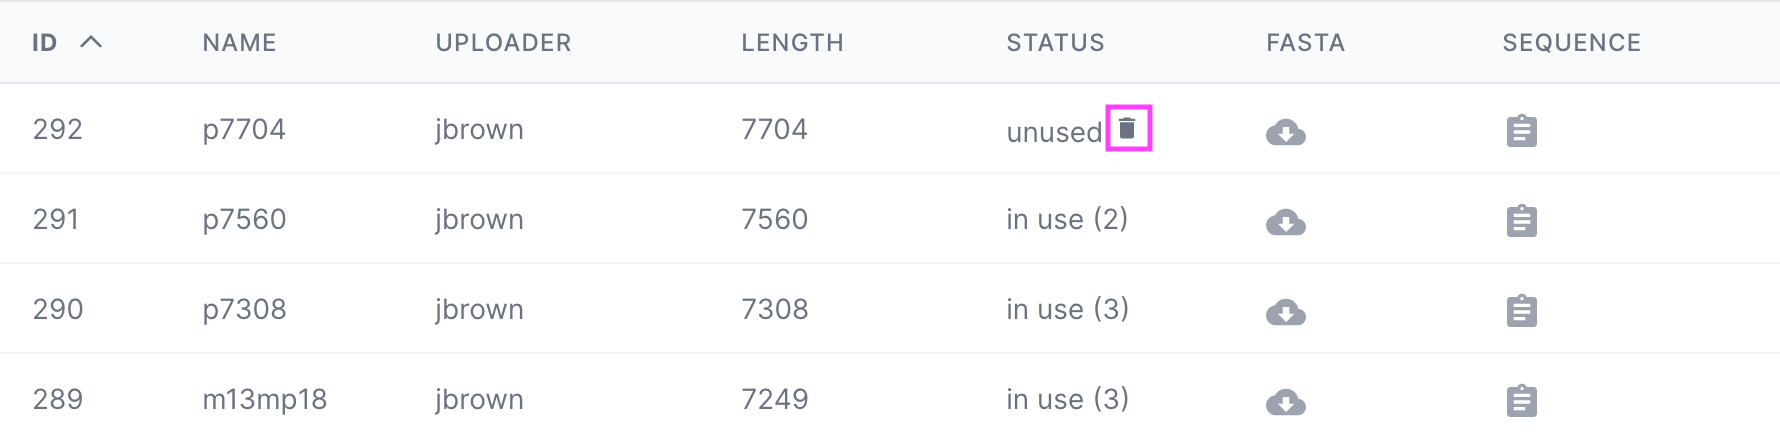 ID NAME UPLOADER LENGTH STATUS FASTA SEQUENCE
292 p7704 jbrown 7704 unused
291 p7560 jbrown 7560 in use (2)
290 p7308 jbrown 7308 in use (3)
289 m13mp18 jbrown 7249 in use (3)